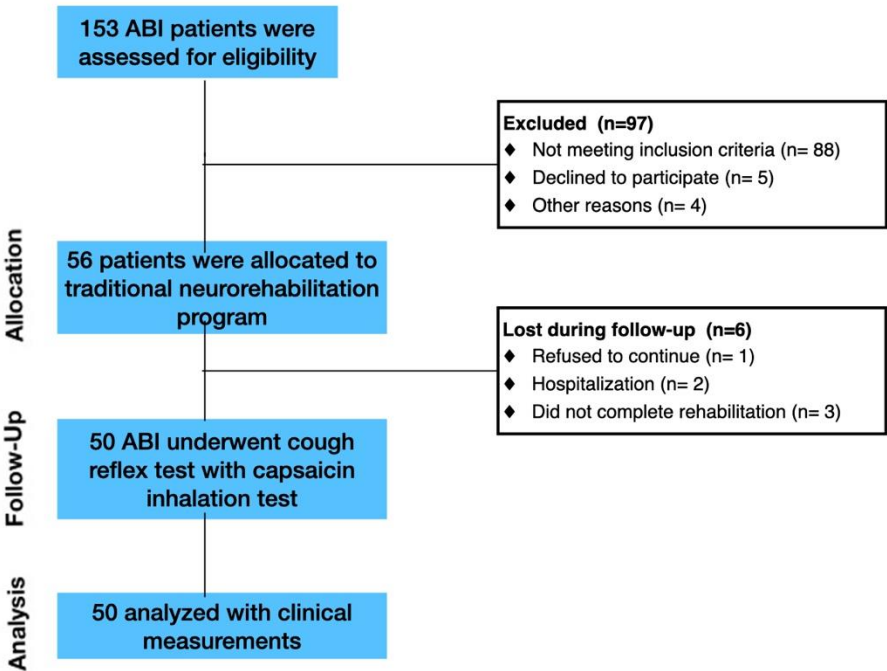 153 ABI patients were
assessed for eligibility
Excluded (n=97)
♦ Not meeting inclusion criteria (n= 88)
♦ Declined to participate (n= 5)
♦ Other reasons (n= 4)
Allocation
56 patients were allocated to
traditional neurorehabilitation
program
Lost during follow-up (n=6)
♦ Refused to continue (n= 1)
♦ Hospitalization (n= 2)
♦ Did not complete rehabilitation (n= 3)
Follow-Up
50 ABI underwent cough
reflex test with capsaicin
inhalation test
Analysis
50 analyzed with clinical
measurements